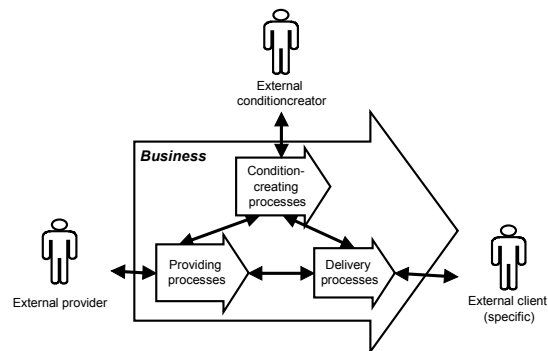 External
conditioncreator
Business
Condition-
creating
processes
Providing
processes
Delivery
processes
External provider
External client
(specific)